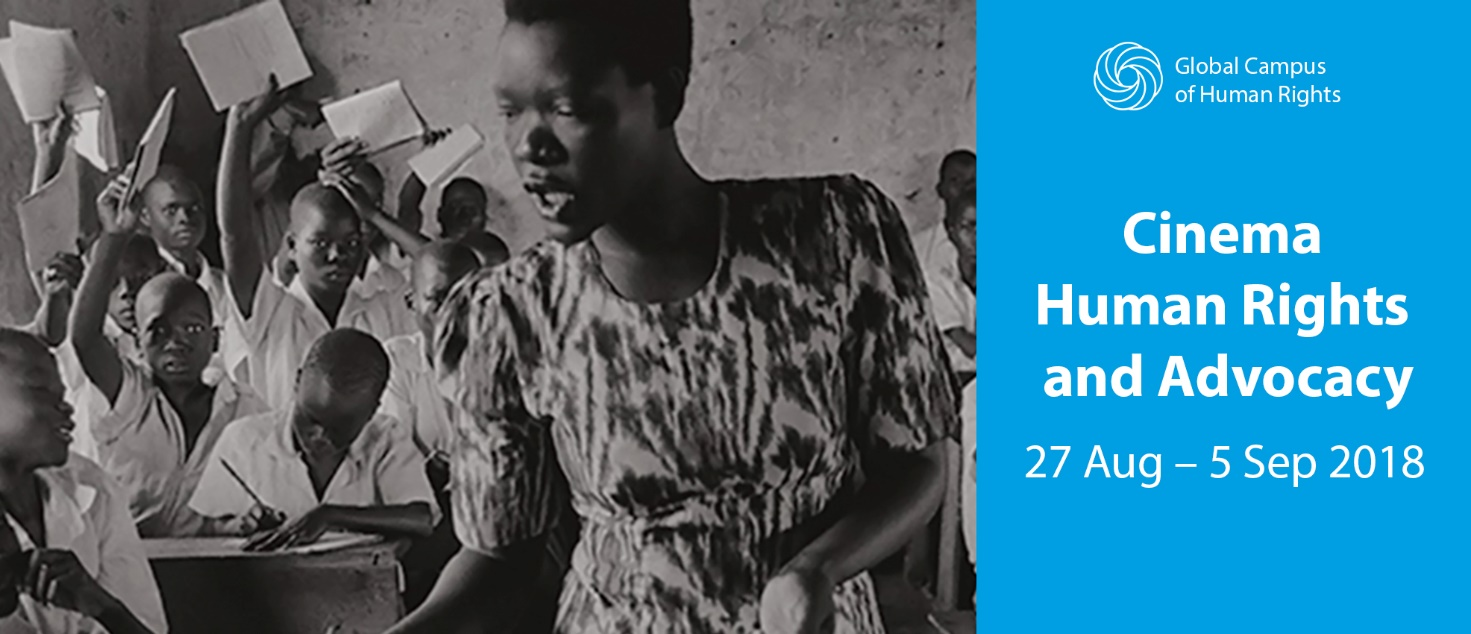 Global Campus
of Human Rights
Cinema
Human Rights
and Advocacy
27 Aug – 5 Sep 2018